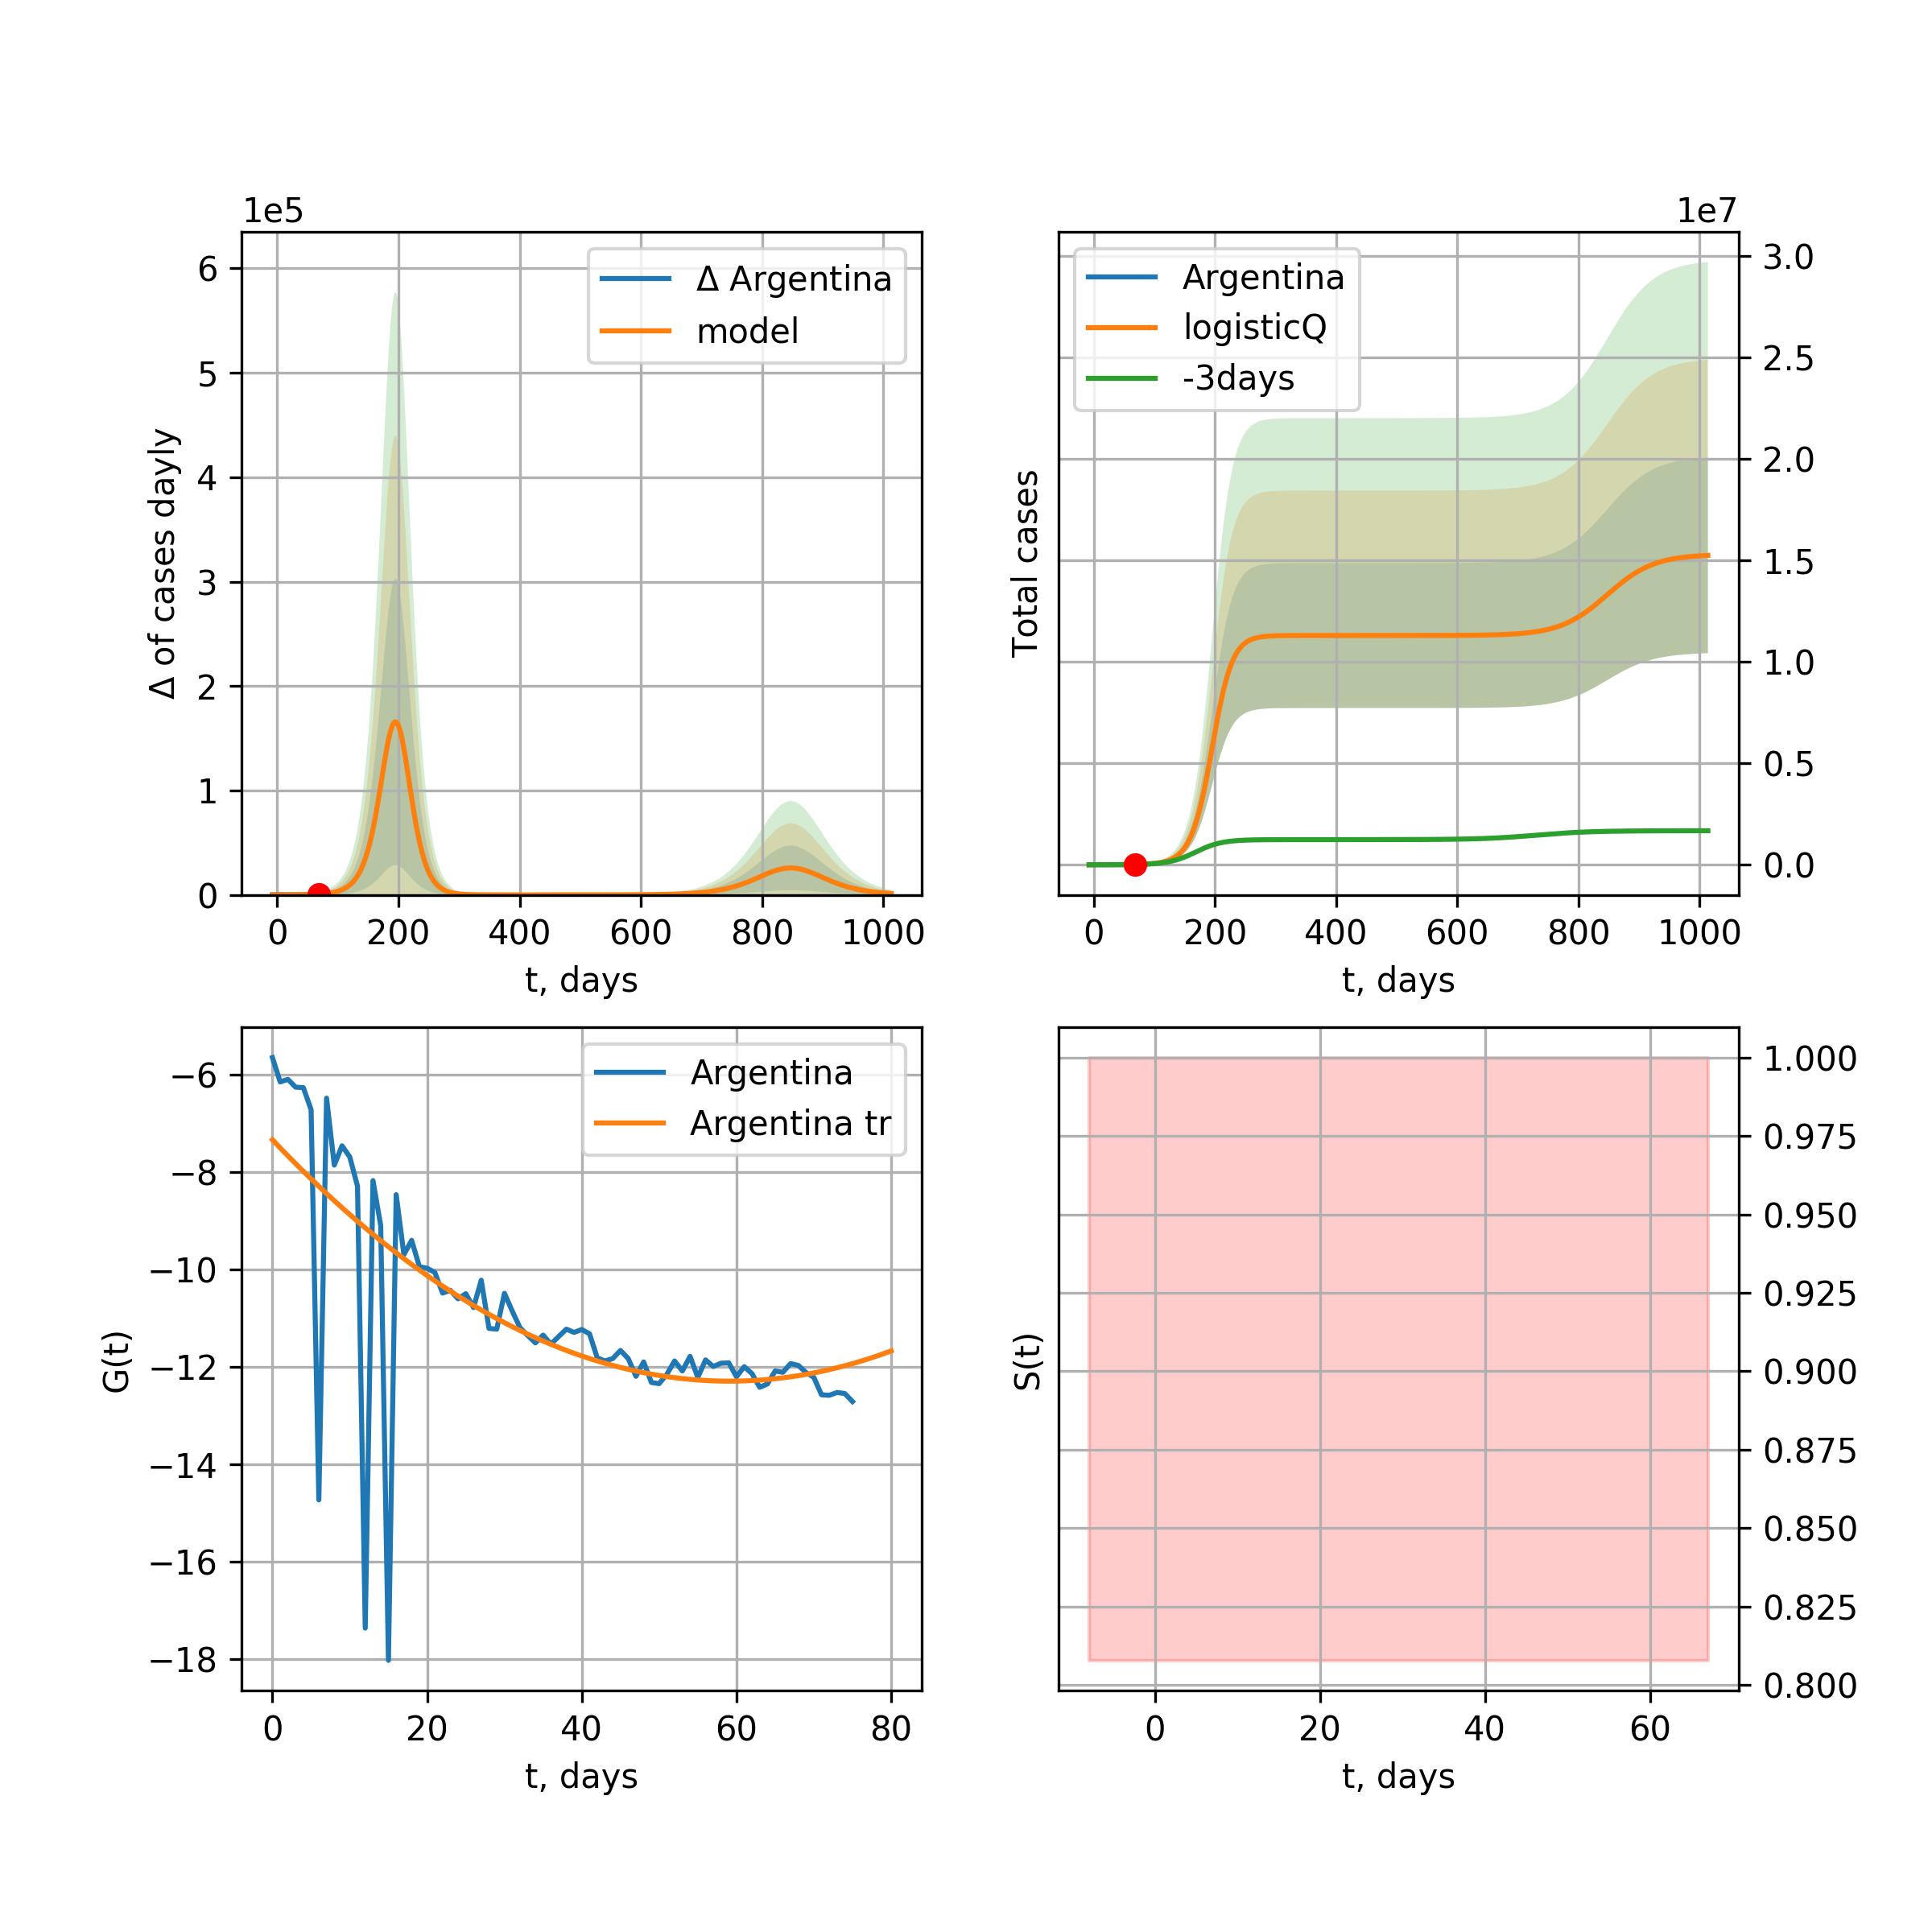 1e5
Δ of cases dayly
6
5
4
3
2
1
0
Δ Argentina
model
0 200 400 600 800 1000
t, days
1e7
Total cases
Argentina
logisticQ
-3days
3.0
2.5
2.0
1.5
1.0
0.5
0.0
0 200 400 600 800 1000
t, days
G(t)
−6
−8
−10
−12
−14
−16
−18
Argentina
Argentina tr
0 20 40 60 80
t, days
S(t)
1.000
0.975
0.950
0.925
0.900
0.875
0.850
0.825
0.800
0 20 40 60
t, days